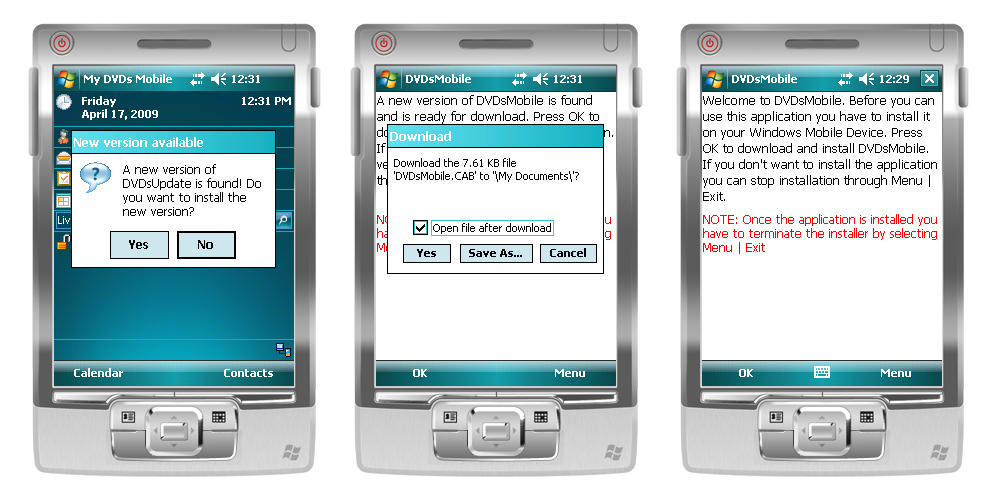 My DVDs Mobile 12:31
Friday 12:31 PM
April 17, 2009
New version available
A new version of
DVDsUpdate is found! Do
you want to install the
new version?
Yes No
Liv
Calendar Contacts
DVDsMobile 12:31
A new version of DVDsMobile is found
and is ready for download. Press OK to
Download
If
Download the 7.61 KB file
'DVDsMobile.CAB' to '\My Documents\'?
Open file after download
Yes Save As... Cancel
OK Menu
DVDsMobile 12:29
Welcome to DVDsMobile. Before you can
use this application you have to install it
on your Windows Mobile Device. Press
OK to download and install DVDsMobile.
If you don't want to install the application
you can stop installation through Menu |
Exit.
NOTE: Once the application is installed you
have to terminate the installer by selecting
Menu | Exit
OK Menu